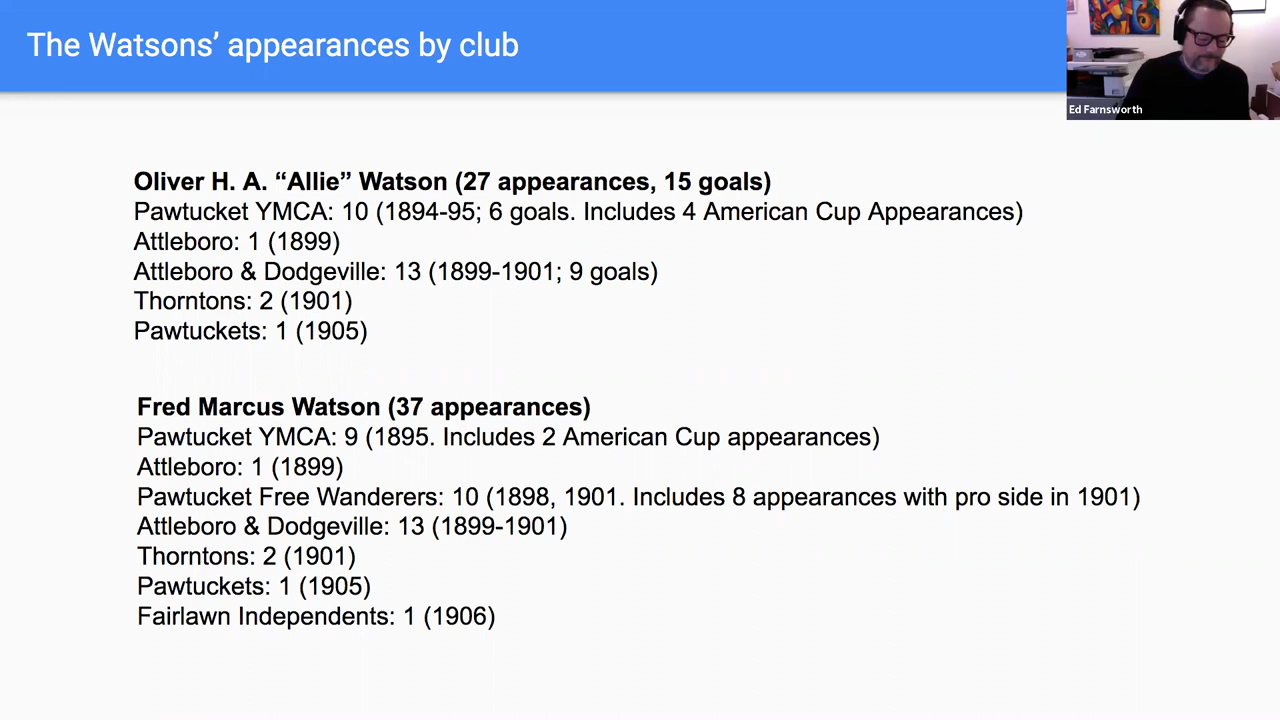 The Watsons’ appearances by club
Ed Farnsworth
Oliver H. A. “Allie” Watson (27 appearances, 15 goals)
Pawtucket YMCA: 10 (1894-95; 6 goals. Includes 4 American Cup Appearances)
Attleboro: 1 (1899)
Attleboro & Dodgeville: 13 (1899-1901; 9 goals)
Thorntons: 2 (1901)
Pawtuckets: 1 (1905)
Fred Marcus Watson (37 appearances)
Pawtucket YMCA: 9 (1895. Includes 2 American Cup appearances)
Attleboro: 1 (1899)
Pawtucket Free Wanderers: 10 (1898, 1901. Includes 8 appearances with pro side in 1901)
Attleboro & Dodgeville: 13 (1899-1901)
Thorntons: 2 (1901)
Pawtuckets: 1 (1905)
Fairlawn Independents: 1 (1906)